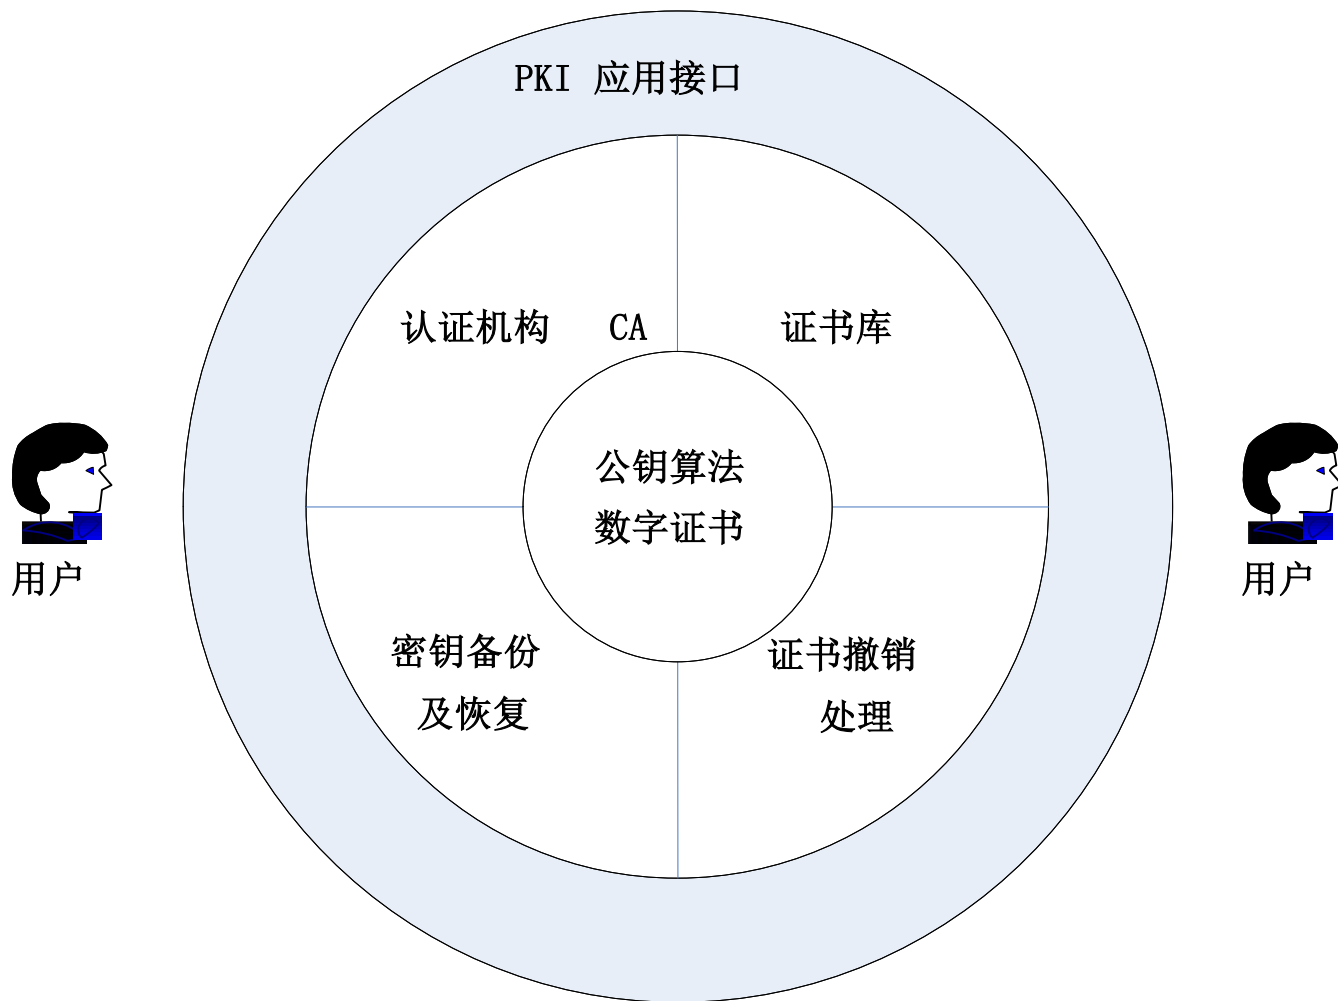 PKI 应用接口
认证机构 CA
证书库
公钥算法
数字证书
用户
用户
密钥备份
及恢复
证书撤销
处理